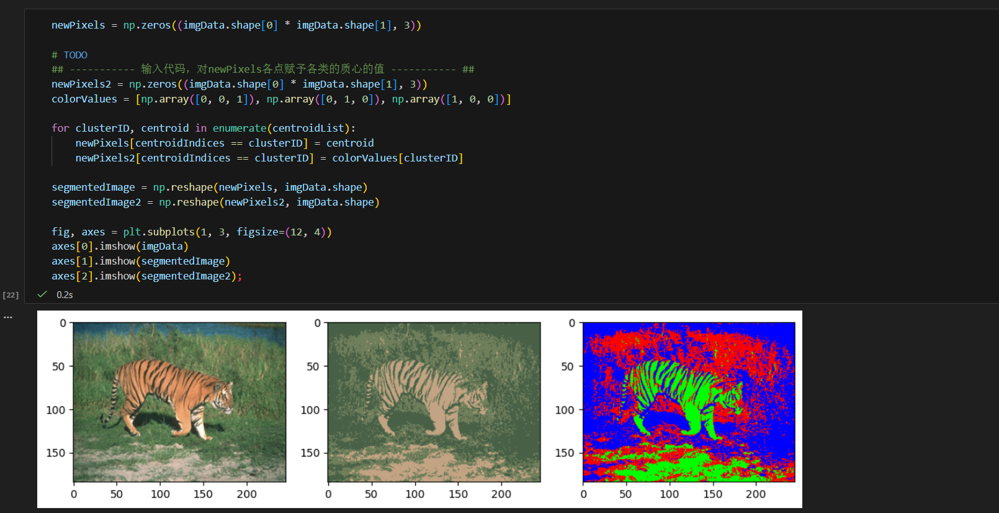 newPixels = np.zeros((imgData.shape[0] * imgData.shape[1], 3))
# TODO
## ----------- 输入代码，对newPixels各点赋予各类的质心的值 ----------- ##
newPixels2 = np.zeros((imgData.shape[0] * imgData.shape[1], 3))
colorValues = [np.array([0, 0, 1]), np.array([0, 1, 0]), np.array([1, 0, 0])]
for clusterID, centroid in enumerate(centroidList):
    newPixels[centroidIndices == clusterID] = centroid
    newPixels2[centroidIndices == clusterID] = colorValues[clusterID]
segmentedImage = np.reshape(newPixels, imgData.shape)
segmentedImage2 = np.reshape(newPixels2, imgData.shape)
fig, axes = plt.subplots(1, 3, figsize=(12, 4))
axes[0].imshow(imgData)
axes[1].imshow(segmentedImage)
axes[2].imshow(segmentedImage2);
[22] ✓ 0.2s
...
0
50
100
150
0 50 100 150 200
0
50
100
150
0 50 100 150 200
0
50
100
150
0 50 100 150 200